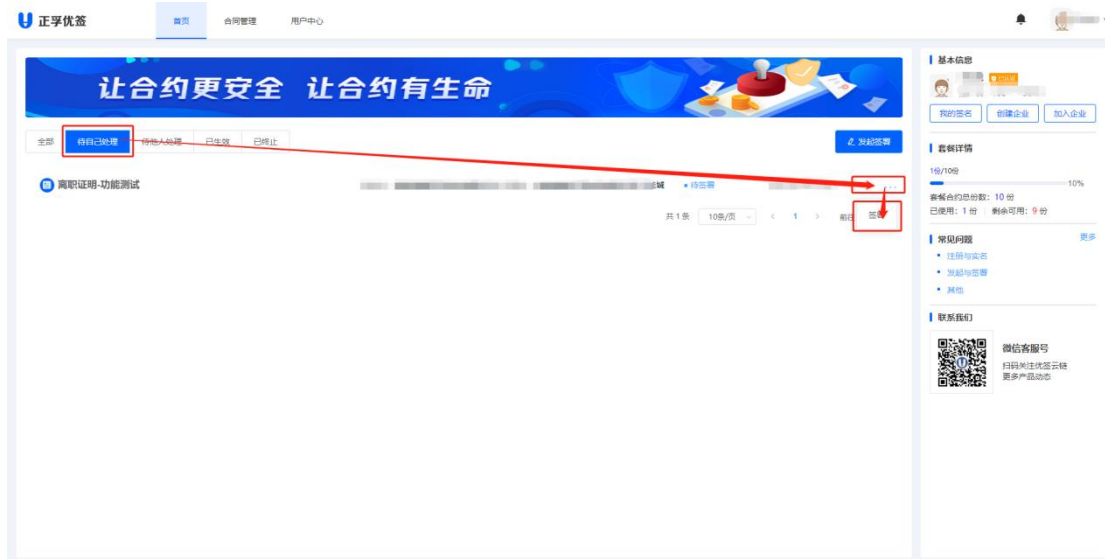 正孚优签 首页 合同管理 用户中心
让合约更安全 让合约有生命
全部 待自己处理 待他人处理 已生效 已终止 发起签署
离职证明-功能测试 城 • 待签署 ...
共1条 10条/页 < 1 > 前往
签署
基本信息
已认证
我的签名 创建企业 加入企业
套餐详情
1份/10份
10%
套餐合约总份数：10 份
已使用：1 份 剩余可用：9 份
常见问题 更多
• 注册与实名
• 发起与签署
• 其他
联系我们
微信客服号
扫码关注优签云链
更多产品动态